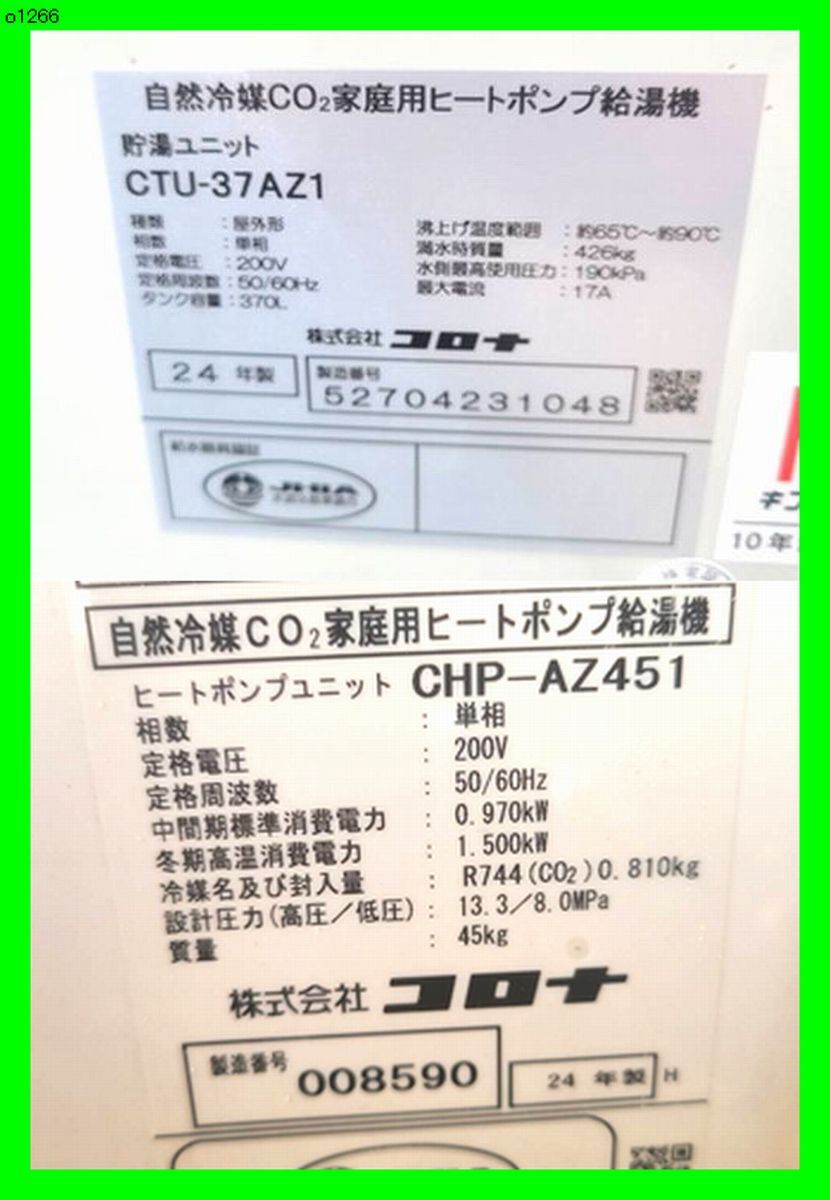 o1266
自然冷媒CO₂家庭用ヒートポンプ給湯機
貯湯ユニット
CTU-37AZ1
種類 : 屋外形
相数 : 単相
定格電圧 : 200V
定格周波数 : 50/60Hz
タンク容量 : 370L
沸上げ温度範囲 : 約65℃～約90℃
満水時質量 : 426kg
水側最高使用圧力 : 190kPa
最大電流 : 17A
株式会社 コロナ
24 年製
製造番号
52704231048
10年
自然冷媒CO₂家庭用ヒートポンプ給湯機
ヒートポンプユニット CHP-AZ451
相数 : 単相
定格電圧 : 200V
定格周波数 : 50/60Hz
中間期標準消費電力 : 0.970kW
冬期高温消費電力 : 1.500kW
冷媒名及び封入量 : R744(CO₂)0.810kg
設計圧力(高圧／低圧) : 13.3／8.0MPa
質量 : 45kg
株式会社 コロナ
製造番号 008590
24 年製 H